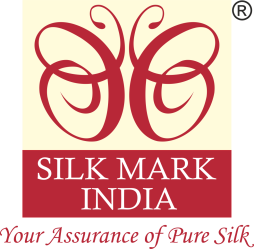 ®
SILK MARK
INDIA
Your Assurance of Pure Silk